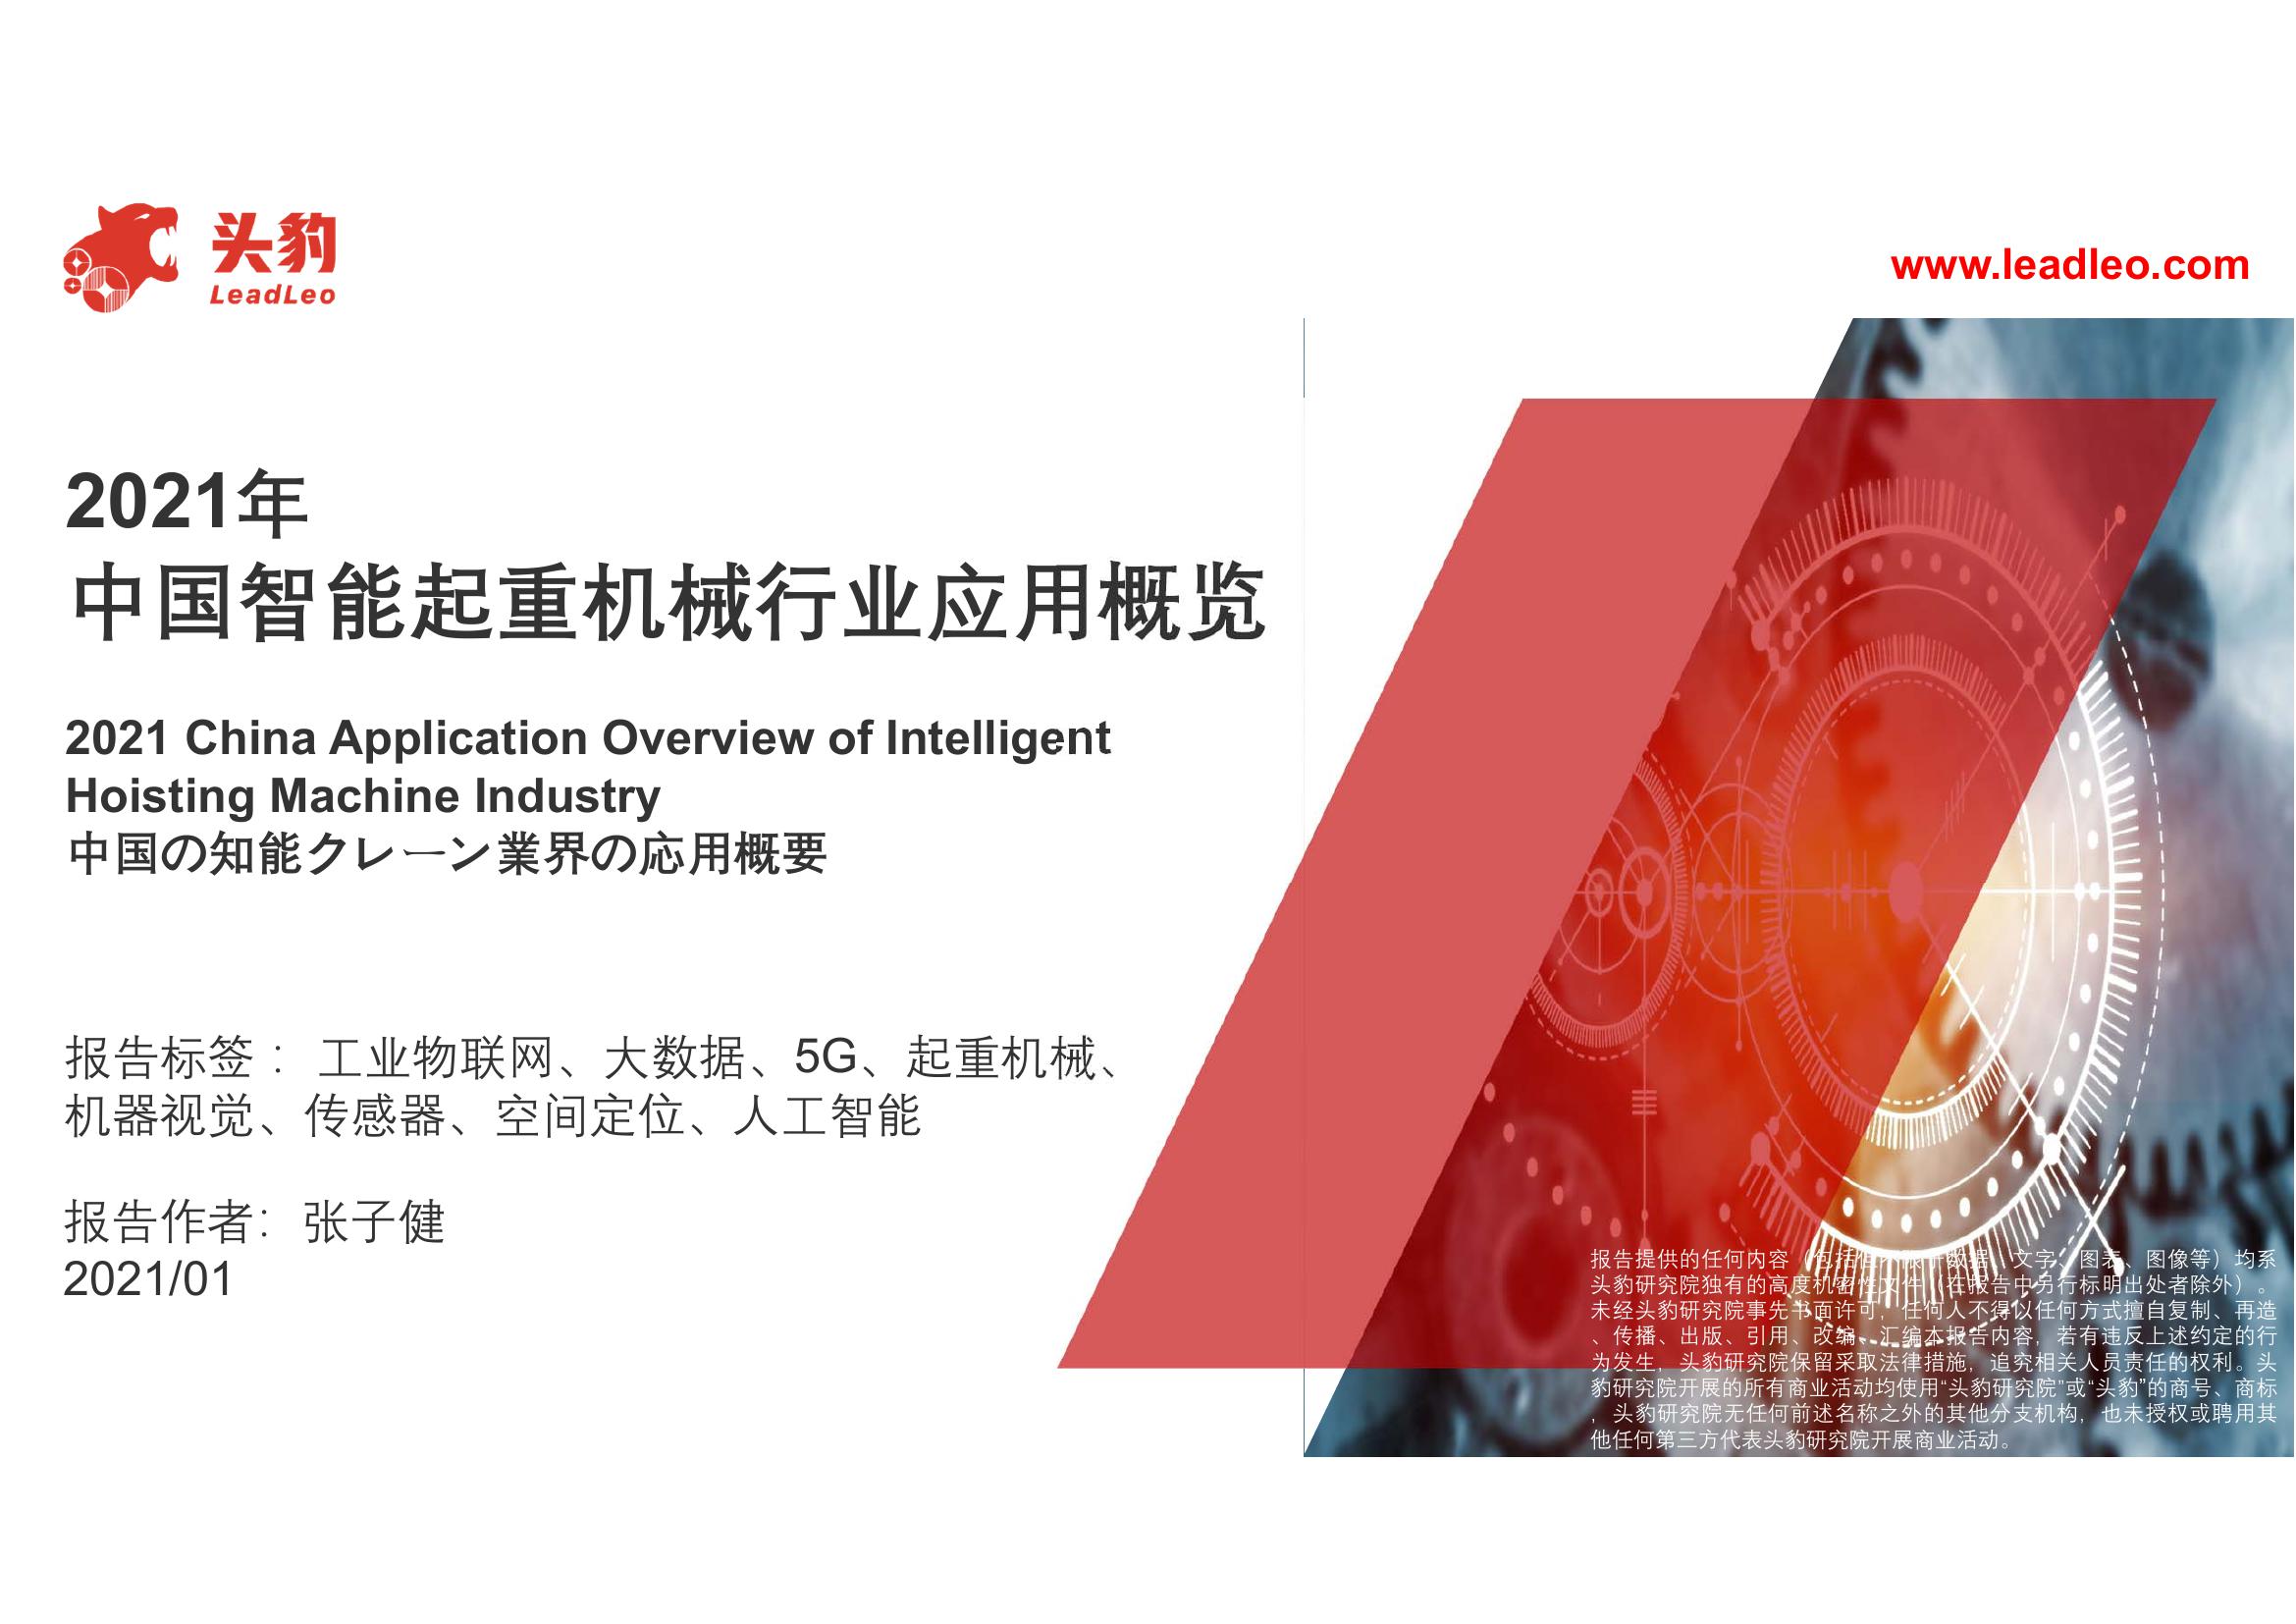 头豹
LeadLeo
www.leadleo.com
2021年
中国智能起重机械行业应用概览
2021 China Application Overview of Intelligent
Hoisting Machine Industry
中国の知能クレーン業界の応用概要
报告标签 ： 工业物联网、大数据、5G、起重机械、
机器视觉、传感器、空间定位、人工智能
报告作者：张子健
2021/01
报告提供的任何内容（包括但不限于数据、文字、图表、图像等）均系
头豹研究院独有的高度机密性文件（在报告中另行标明出处者除外）。
未经头豹研究院事先书面许可，任何人不得以任何方式擅自复制、再造
、传播、出版、引用、改编、汇编本报告内容，若有违反上述约定的行
为发生，头豹研究院保留采取法律措施，追究相关人员责任的权利。头
豹研究院开展的所有商业活动均使用“头豹研究院”或“头豹”的商号、商标
，头豹研究院无任何前述名称之外的其他分支机构，也未授权或聘用其
他任何第三方代表头豹研究院开展商业活动。